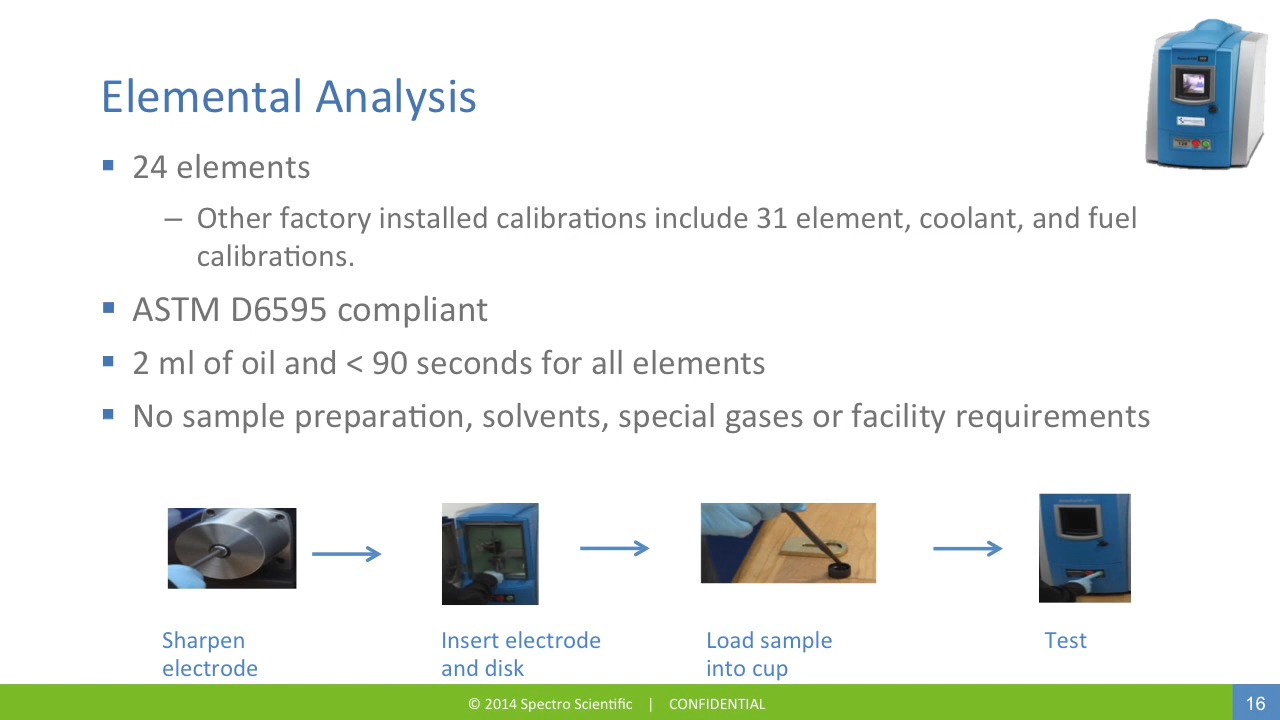 Elemental Analysis
▪ 24 elements
– Other factory installed calibrations include 31 element, coolant, and fuel
calibrations.
▪ ASTM D6595 compliant
▪ 2 ml of oil and < 90 seconds for all elements
▪ No sample preparation, solvents, special gases or facility requirements
Sharpen
electrode
Insert electrode
and disk
Load sample
into cup
Test
© 2014 Spectro Scientific | CONFIDENTIAL
16